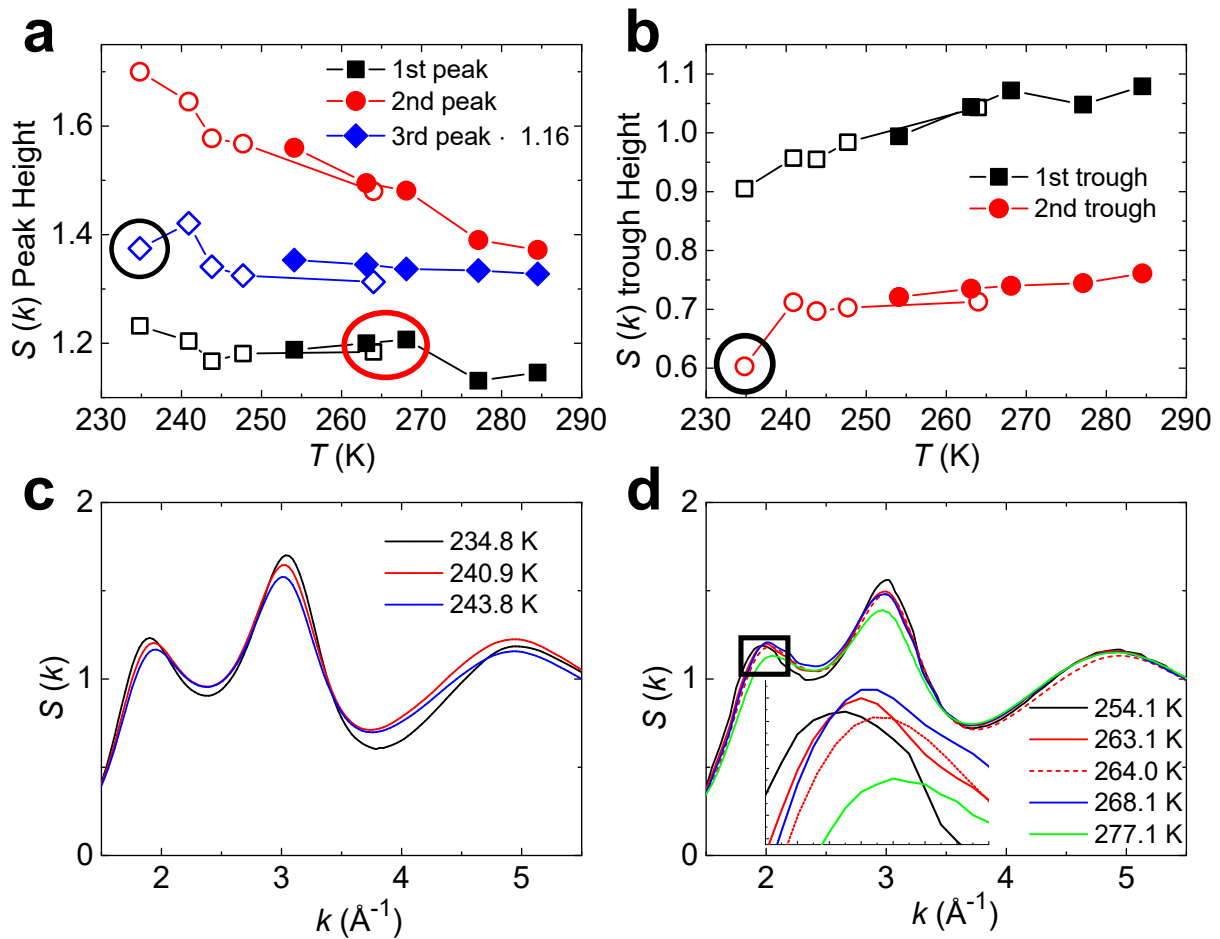 a
S (k) Peak Height
1.6
1.4
1.2
1st peak
2nd peak
3rd peak · 1.16
230 240 250 260 270 280 290
T (K)
b
S (k) trough Height
1.1
1.0
0.9
0.8
0.7
0.6
1st trough
2nd trough
230 240 250 260 270 280 290
T (K)
c
S (k)
2
1
0
234.8 K
240.9 K
243.8 K
2 3 4 5
k (Å⁻¹)
d
S (k)
2
1
0
254.1 K
263.1 K
264.0 K
268.1 K
277.1 K
2 3 4 5
k (Å⁻¹)